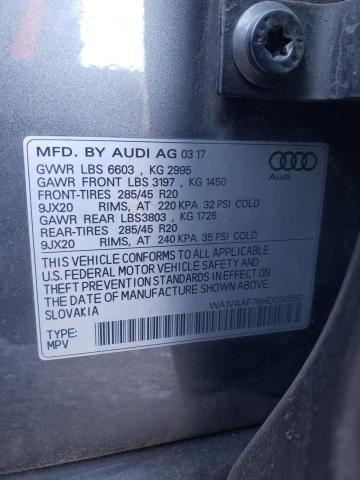 MFD. BY AUDI AG 03 17
GVWR LBS 6603 , KG 2995
GAWR FRONT LBS 3197 , KG 1450
FRONT-TIRES 285/45 R20
9JX20 RIMS, AT 220 KPA 32 PSI COLD
GAWR REAR LBS3803 , KG 1725
REAR-TIRES 285/45 R20
9JX20 RIMS, AT 240 KPA 35 PSI COLD
Audi
THIS VEHICLE CONFORMS TO ALL APPLICABLE
U.S. FEDERAL MOTOR VEHICLE SAFETY AND
THEFT PREVENTION STANDARDS IN EFFECT ON
THE DATE OF MANUFACTURE SHOWN ABOVE.
SLOVAKIA
TYPE:
MPV